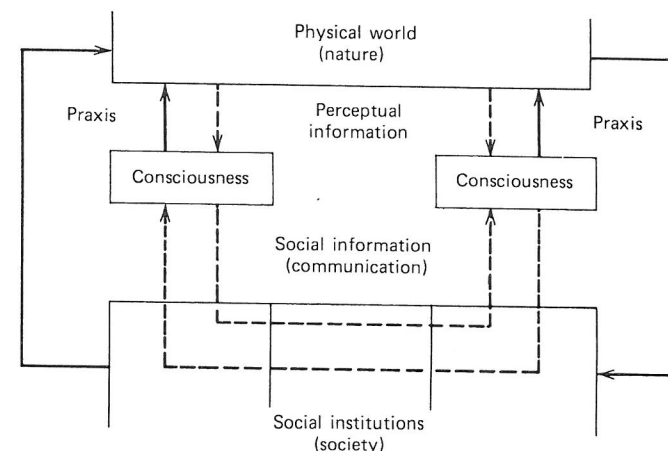 Physical world
(nature)
Praxis
Perceptual
information
Praxis
Consciousness
Consciousness
Social information
(communication)
Social institutions
(society)